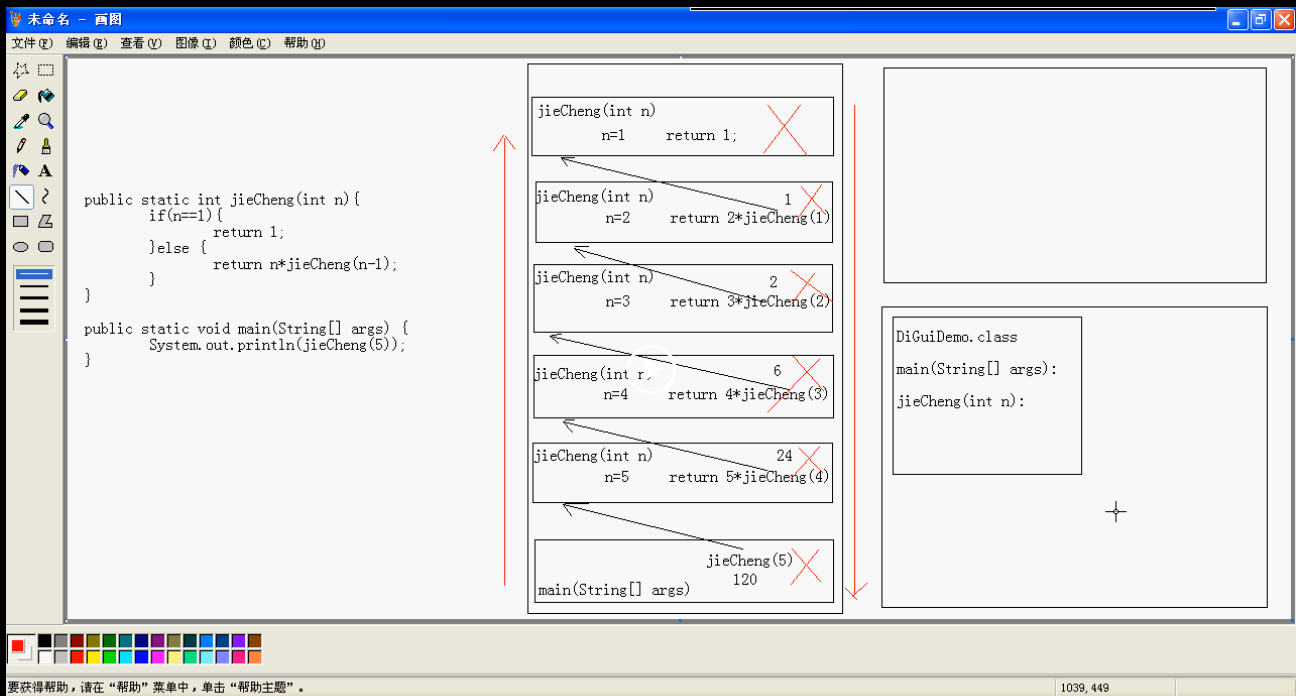 未命名 - 画图
文件(F) 编辑(E) 查看(V) 图像(I) 颜色(C) 帮助(H)
public static int jieCheng(int n){
if(n==1){
return 1;
}else {
return n*jieCheng(n-1);
}
}
public static void main(String[] args) {
System.out.println(jieCheng(5));
}
jieCheng(int n)
n=1 return 1;
jieCheng(int n)
1
n=2 return 2*jieCheng(1)
jieCheng(int n)
2
n=3 return 3*jieCheng(2)
jieCheng(int
6
n=4 return 4*jieCheng(3)
jieCheng(int n)
24
n=5 return 5*jieCheng(4)
jieCheng(5)
120
main(String[] args)
DiGuiDemo.class
main(String[] args):
jieCheng(int n):
A
要获得帮助,请在“帮助”菜单中,单击“帮助主题”。
1039,449